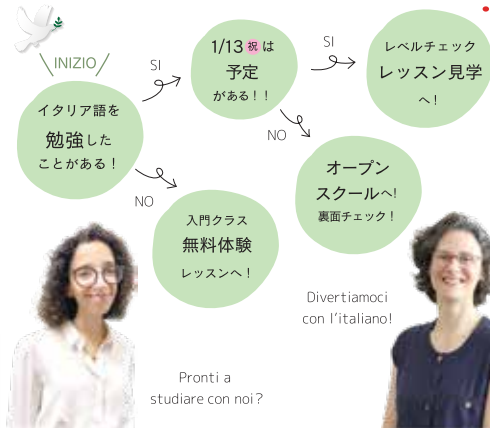 INIZIO
イタリア語を
勉強した
ことがある！
SI
1/13㊗は
予定
がある！！
SI
レベルチェック
レッスン見学
へ！
NO
オープン
スクールへ!
裏面チェック！
NO
入門クラス
無料体験
レッスンへ！
Divertiamoci
con l’italiano!
Pronti a
studiare con noi？